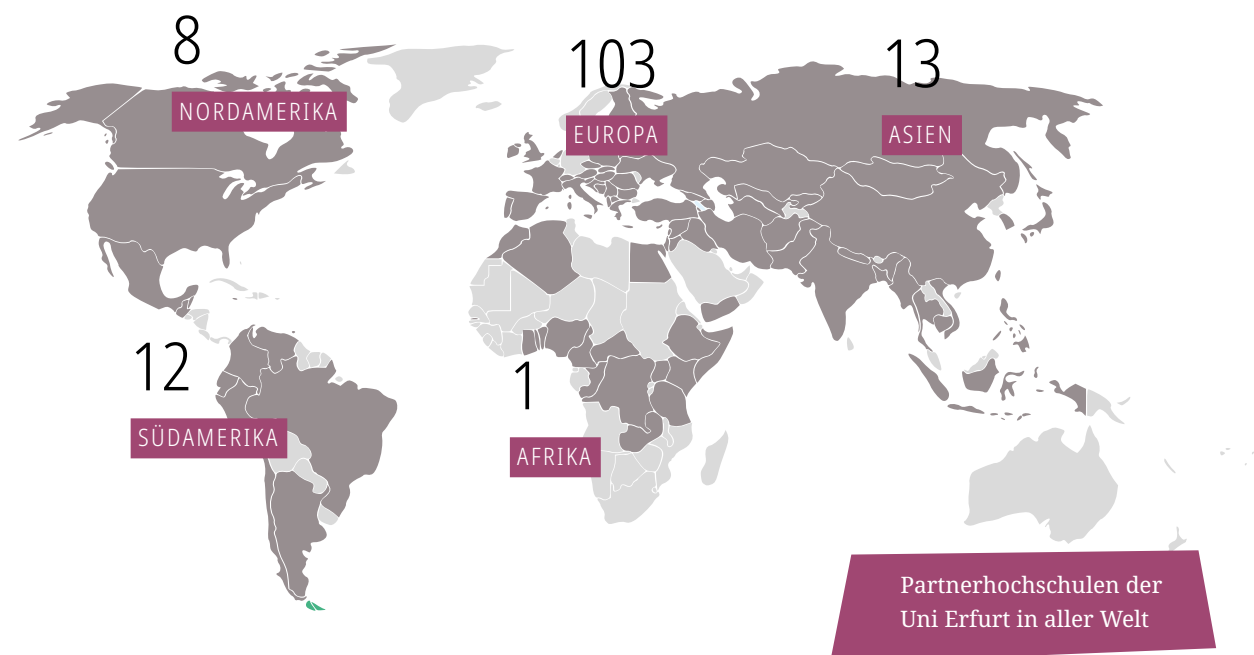 8
NORDAMERIKA
103
EUROPA
13
ASIEN
12
SÜDAMERIKA
1
AFRIKA
Partnerhochschulen der
Uni Erfurt in aller Welt